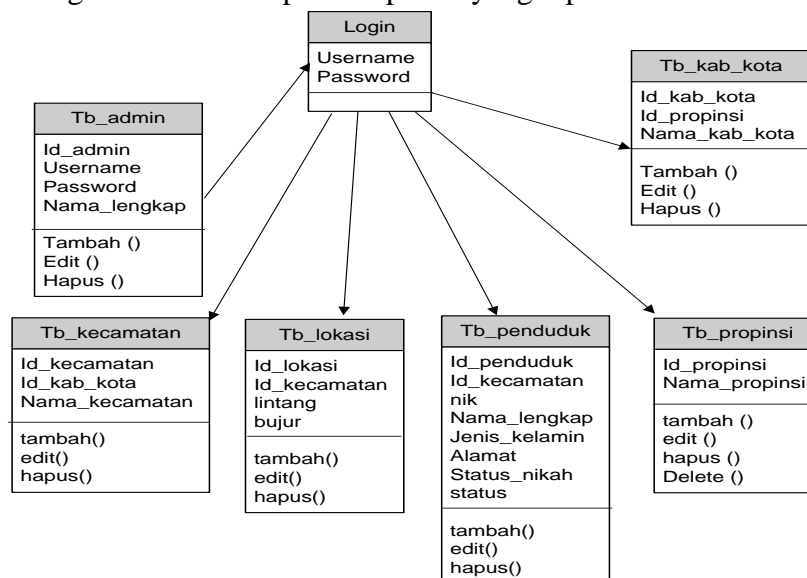 Login
Username
Password
Tb_kab_kota
Id_kab_kota
Id_propinsi
Nama_kab_kota
Tambah ()
Edit ()
Hapus ()
Tb_admin
Id_admin
Username
Password
Nama_lengkap
Tambah ()
Edit ()
Hapus ()
Tb_kecamatan
Id_kecamatan
Id_kab_kota
Nama_kecamatan
tambah()
edit()
hapus()
Tb_lokasi
Id_lokasi
Id_kecamatan
lintang
bujur
tambah()
edit()
hapus()
Tb_penduduk
Id_penduduk
Id_kecamatan
nik
Nama_lengkap
Jenis_kelamin
Alamat
Status_nikah
status
tambah()
edit()
hapus()
Tb_propinsi
Id_propinsi
Nama_propinsi
tambah ()
edit ()
hapus ()
Delete ()